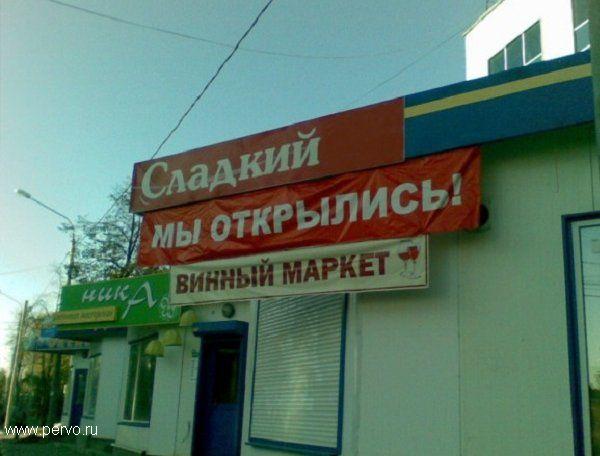 Сладкий
МЫ ОТКРЫЛИСЬ!
ВИННЫЙ МАРКЕТ
никА
www.pervo.ru